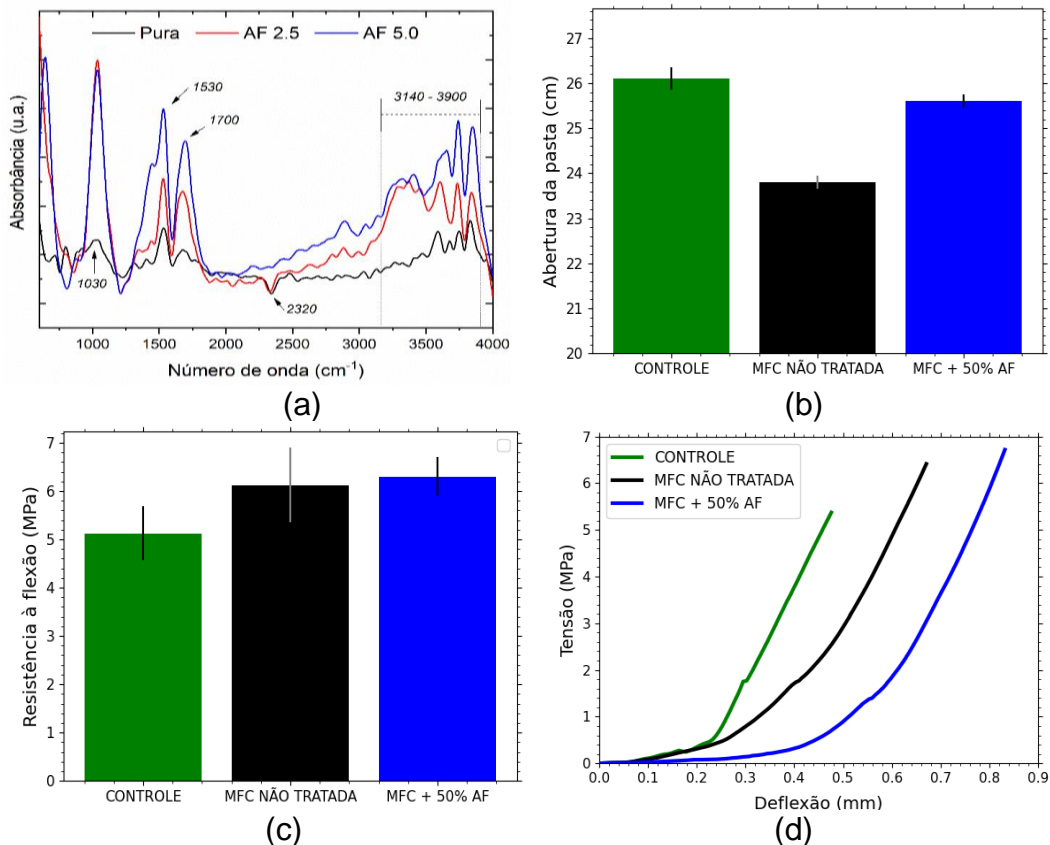 Pura AF 2.5 AF 5.0
1530
1700
3140 - 3900
1030
2320
Absorbância (u.a.)
1000 1500 2000 2500 3000 3500 4000
Número de onda (cm⁻¹)
(a)
27
26
25
24
23
22
21
20
Abertura da pasta (cm)
CONTROLE MFC NÃO TRATADA MFC + 50% AF
(b)
7
6
5
4
3
2
1
0
Resistência à flexão (MPa)
CONTROLE MFC NÃO TRATADA MFC + 50% AF
(c)
CONTROLE
MFC NÃO TRATADA
MFC + 50% AF
7
6
5
4
3
2
1
0
Tensão (MPa)
0.0 0.1 0.2 0.3 0.4 0.5 0.6 0.7 0.8 0.9
Deflexão (mm)
(d)